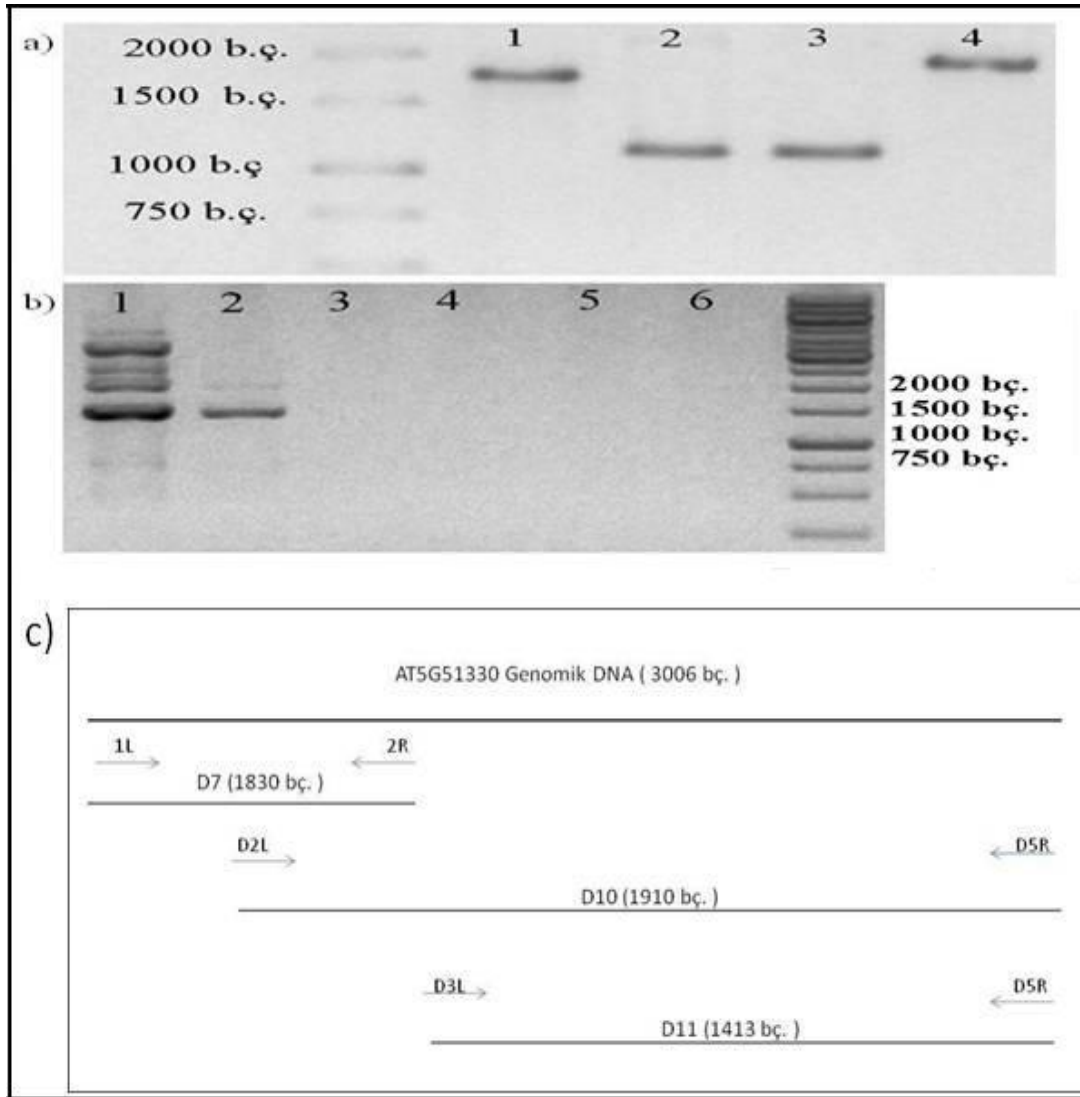 a)
2000 b.ç.
1500 b.ç.
1000 b.ç
750 b.ç.
1 2 3 4
b)
1 2 3 4 5 6
2000 bç.
1500 bç.
1000 bç.
750 bç.
c)
AT5G51330 Genomik DNA ( 3006 bç. )
1L 2R
D7 (1830 bç. )
D2L D5R
D10 (1910 bç. )
D3L D5R
D11 (1413 bç. )